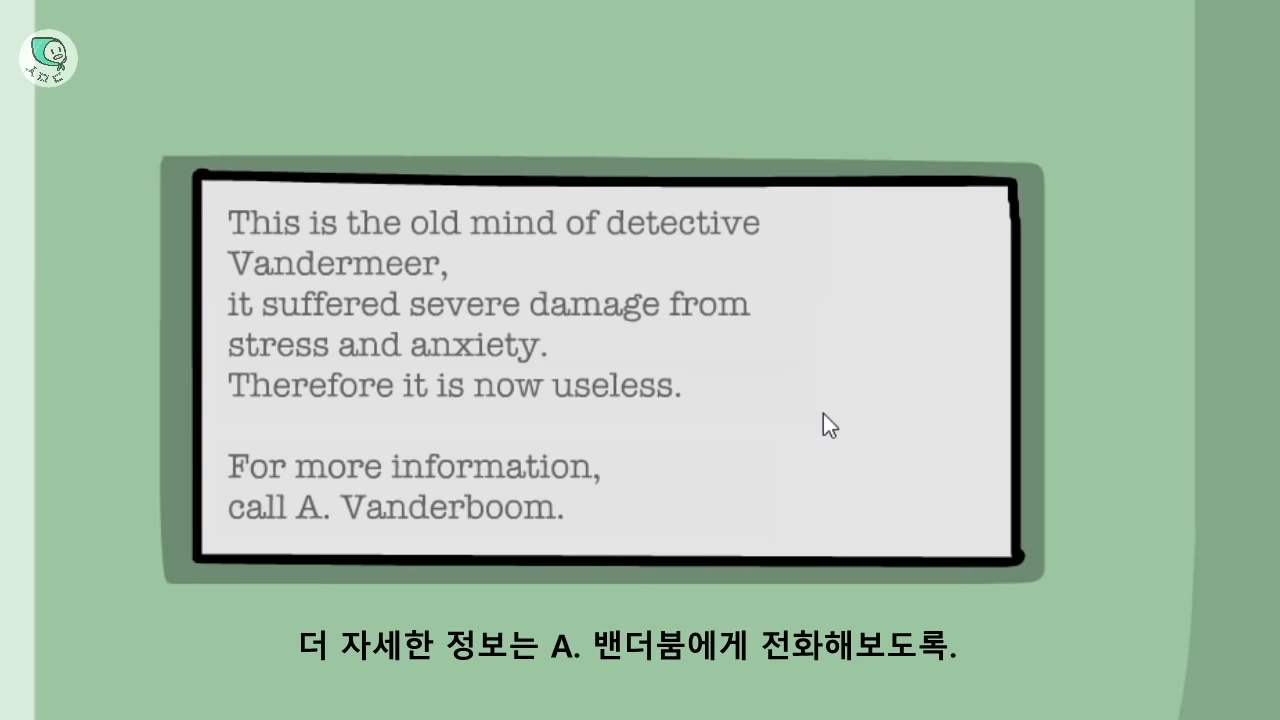 This is the old mind of detective
Vandermeer,
it suffered severe damage from
stress and anxiety.
Therefore it is now useless.
For more information,
call A. Vanderboom.
더 자세한 정보는 A. 밴더붐에게 전화해보도록.